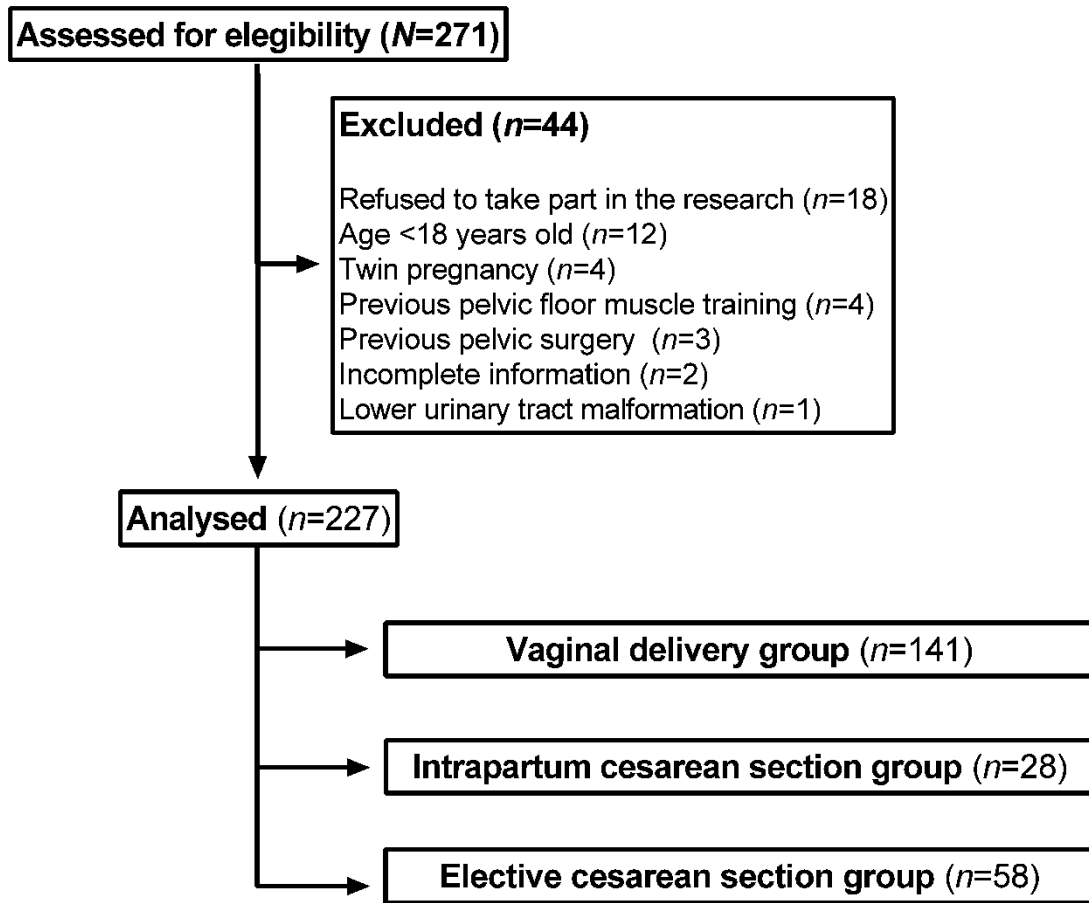 Assessed for elegibility (N=271)
Excluded (n=44)
Refused to take part in the research (n=18)
Age <18 years old (n=12)
Twin pregnancy (n=4)
Previous pelvic floor muscle training (n=4)
Previous pelvic surgery (n=3)
Incomplete information (n=2)
Lower urinary tract malformation (n=1)
Analysed (n=227)
Vaginal delivery group (n=141)
Intrapartum cesarean section group (n=28)
Elective cesarean section group (n=58)